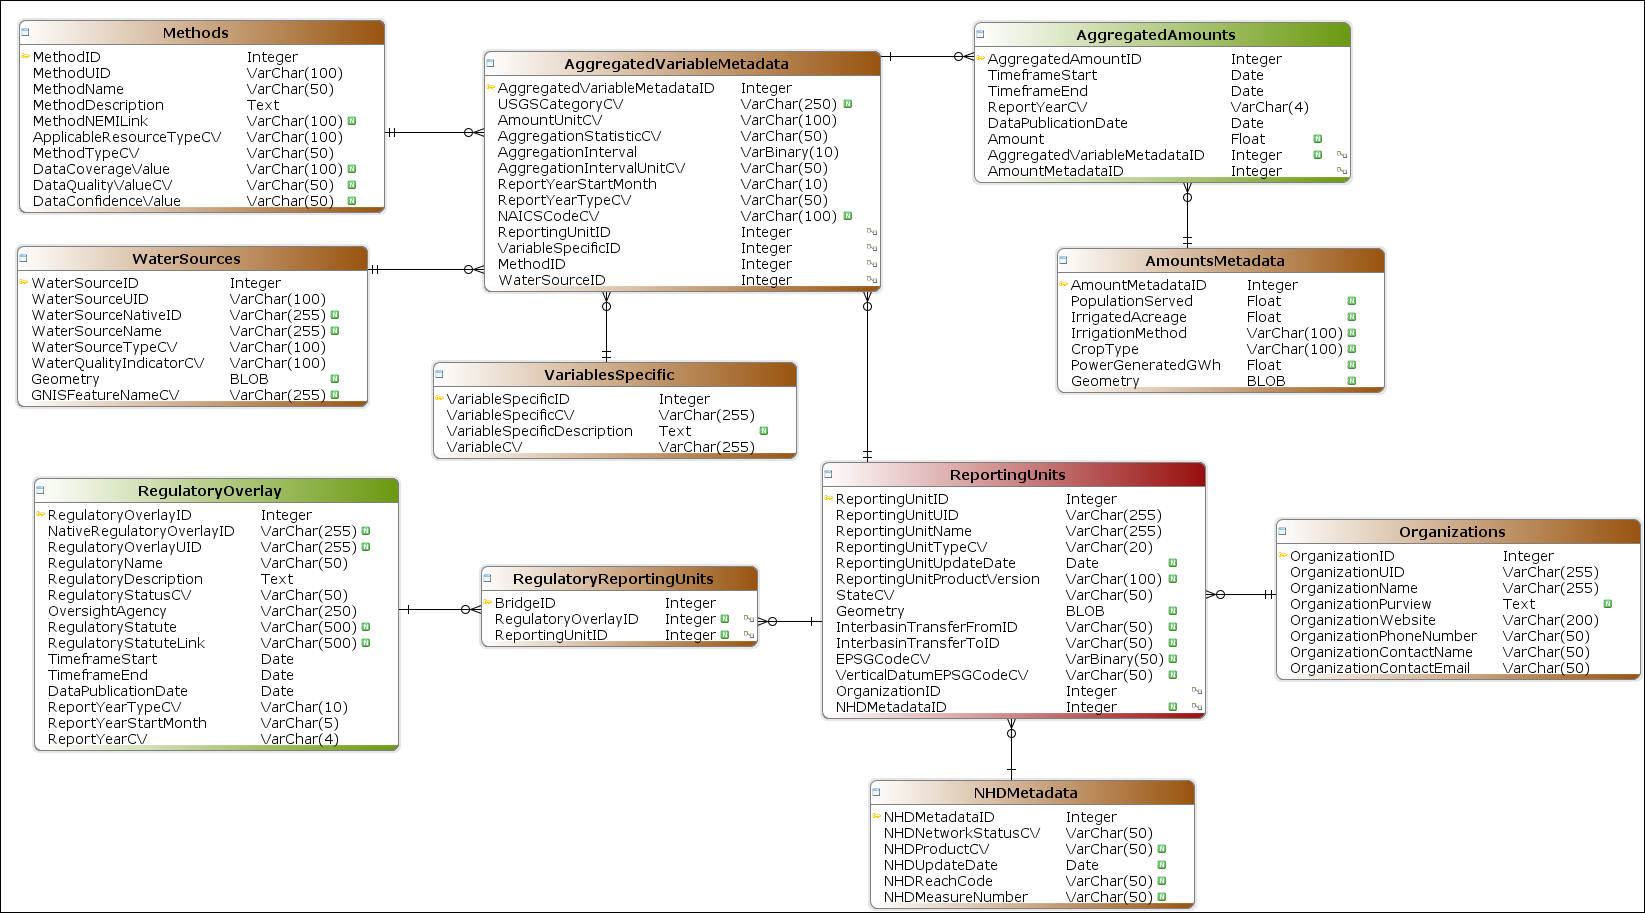 Methods
MethodID Integer
MethodUID VarChar(100)
MethodName VarChar(50)
MethodDescription Text
MethodNEMILink VarChar(100) N
ApplicableResourceTypeCV VarChar(100)
MethodTypeCV VarChar(50)
DataCoverageValue VarChar(100) N
DataQualityValueCV VarChar(50) N
DataConfidenceValue VarChar(50) N
AggregatedVariableMetadata
AggregatedVariableMetadataID Integer
USGSCategoryCV VarChar(250) N
AmountUnitCV VarChar(100)
AggregationStatisticCV VarChar(50)
AggregationInterval VarBinary(10)
AggregationIntervalUnitCV VarChar(50)
ReportYearStartMonth VarChar(10)
ReportYearTypeCV VarChar(50)
NAICSCodeCV VarChar(100) N
ReportingUnitID Integer
VariableSpecificID Integer
MethodID Integer
WaterSourceID Integer
AggregatedAmounts
AggregatedAmountID Integer
TimeframeStart Date
TimeframeEnd Date
ReportYearCV VarChar(4)
DataPublicationDate Date
Amount Float N
AggregatedVariableMetadataID Integer N
AmountMetadataID Integer
WaterSources
WaterSourceID Integer
WaterSourceUID VarChar(100)
WaterSourceNativeID VarChar(255) N
WaterSourceName VarChar(255) N
WaterSourceTypeCV VarChar(100)
WaterQualityIndicatorCV VarChar(100)
Geometry BLOB N
GNISFeatureNameCV VarChar(255) N
AmountsMetadata
AmountMetadataID Integer
PopulationServed Float N
IrrigatedAcreage Float N
IrrigationMethod VarChar(100) N
CropType VarChar(100) N
PowerGeneratedGWh Float N
Geometry BLOB N
VariablesSpecific
VariableSpecificID Integer
VariableSpecificCV VarChar(255)
VariableSpecificDescription Text N
VariableCV VarChar(255)
RegulatoryOverlay
RegulatoryOverlayID Integer
NativeRegulatoryOverlayID VarChar(255) N
RegulatoryOverlayUID VarChar(255) N
RegulatoryName VarChar(50)
RegulatoryDescription Text
RegulatoryStatusCV VarChar(50)
OversightAgency VarChar(250)
RegulatoryStatute VarChar(500) N
RegulatoryStatuteLink VarChar(500) N
TimeframeStart Date
TimeframeEnd Date
DataPublicationDate Date
ReportYearTypeCV VarChar(10)
ReportYearStartMonth VarChar(5)
ReportYearCV VarChar(4)
RegulatoryReportingUnits
BridgeID Integer
RegulatoryOverlayID Integer N
ReportingUnitID Integer N
ReportingUnits
ReportingUnitID Integer
ReportingUnitUID VarChar(255)
ReportingUnitName VarChar(255)
ReportingUnitTypeCV VarChar(20)
ReportingUnitUpdateDate Date N
ReportingUnitProductVersion VarChar(100) N
StateCV VarChar(50)
Geometry BLOB N
InterbasinTransferFromID VarChar(50) N
InterbasinTransferToID VarChar(50) N
EPSGCodeCV VarBinary(50) N
VerticalDatumEPSGCodeCV VarChar(50) N
OrganizationID Integer
NHDMetadataID Integer N
Organizations
OrganizationID Integer
OrganizationUID VarChar(255)
OrganizationName VarChar(255)
OrganizationPurview Text N
OrganizationWebsite VarChar(200)
OrganizationPhoneNumber VarChar(50)
OrganizationContactName VarChar(50)
OrganizationContactEmail VarChar(50)
NHDMetadata
NHDMetadataID Integer
NHDNetworkStatusCV VarChar(50)
NHDProductCV VarChar(50) N
NHDUpdateDate Date N
NHDReachCode VarChar(50) N
NHDMeasureNumber VarChar(50) N